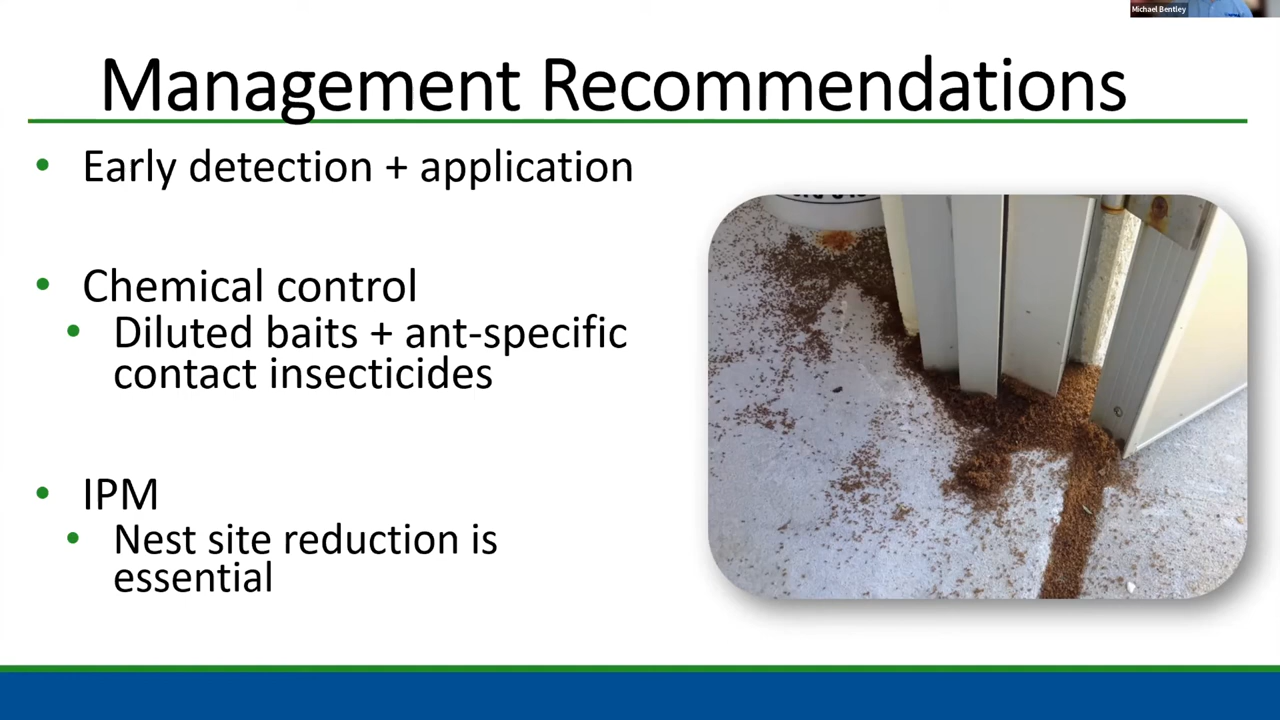 Michael Bentley
Management Recommendations
• Early detection + application
• Chemical control
• Diluted baits + ant-specific
contact insecticides
• IPM
• Nest site reduction is
essential